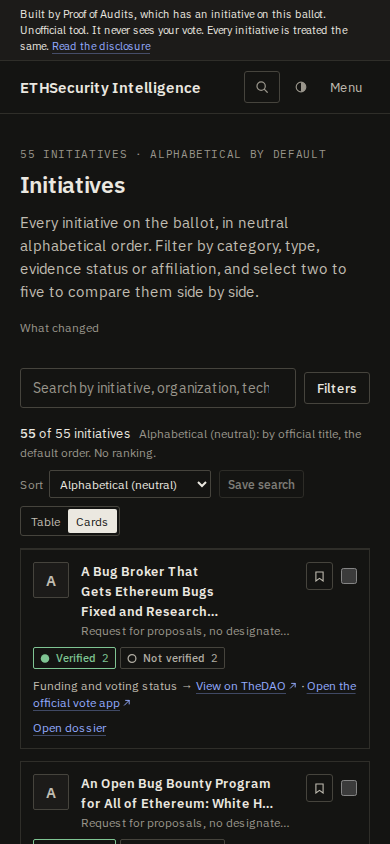 Built by Proof of Audits, which has an initiative on this ballot.
Unofficial tool. It never sees your vote. Every initiative is treated the
same. Read the disclosure
ETHSecurity Intelligence
Menu
55 INITIATIVES · ALPHABETICAL BY DEFAULT
Initiatives
Every initiative on the ballot, in neutral
alphabetical order. Filter by category, type,
evidence status or affiliation, and select two to
five to compare them side by side.
What changed
Search by initiative, organization, tech
Filters
55 of 55 initiatives Alphabetical (neutral): by official title, the
default order. No ranking.
Sort Alphabetical (neutral) Save search
Table Cards
A
A Bug Broker That
Gets Ethereum Bugs
Fixed and Research...
Request for proposals, no designate...
Verified 2 Not verified 2
Funding and voting status → View on TheDAO ↗ · Open the
official vote app ↗
Open dossier
A
An Open Bug Bounty Program
for All of Ethereum: White H...
Request for proposals, no designate...